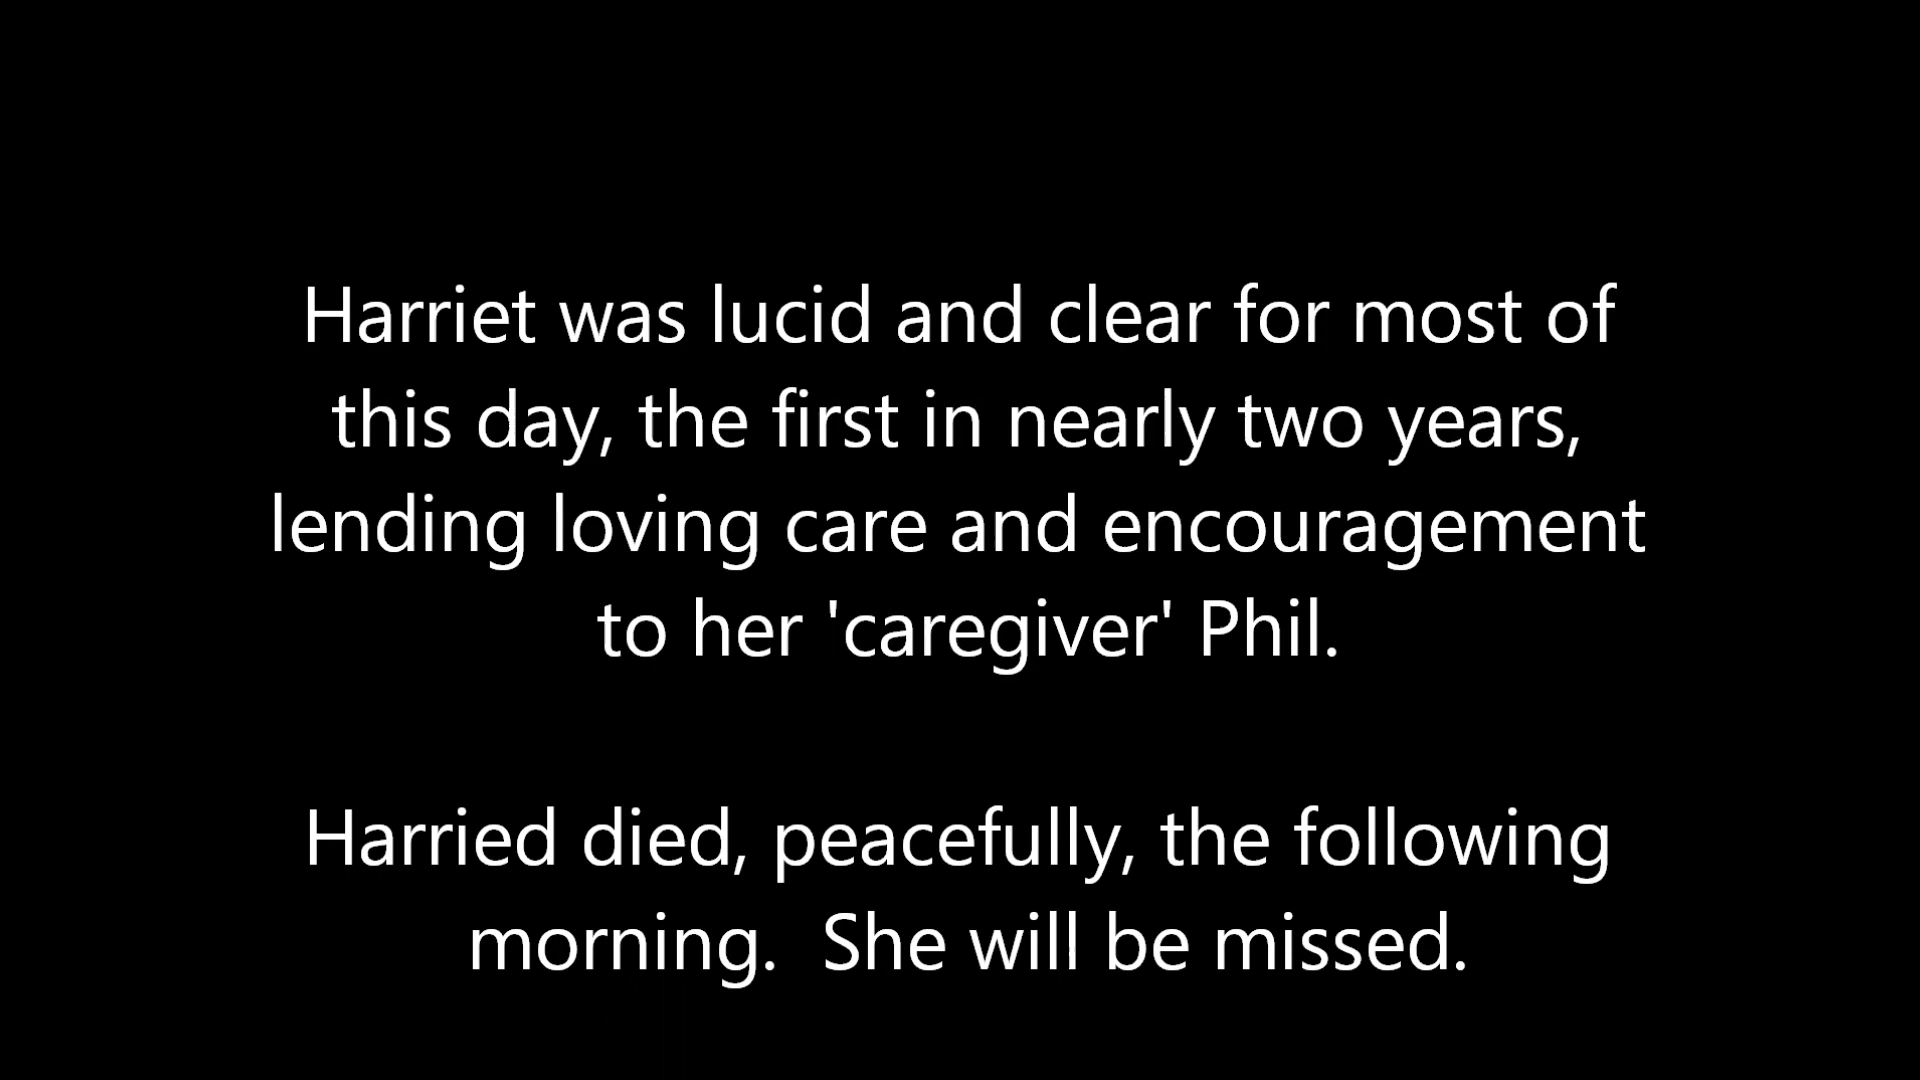 Harriet was lucid and clear for most of
this day, the first in nearly two years,
lending loving care and encouragement
to her 'caregiver' Phil.
Harried died, peacefully, the following
morning.  She will be missed.